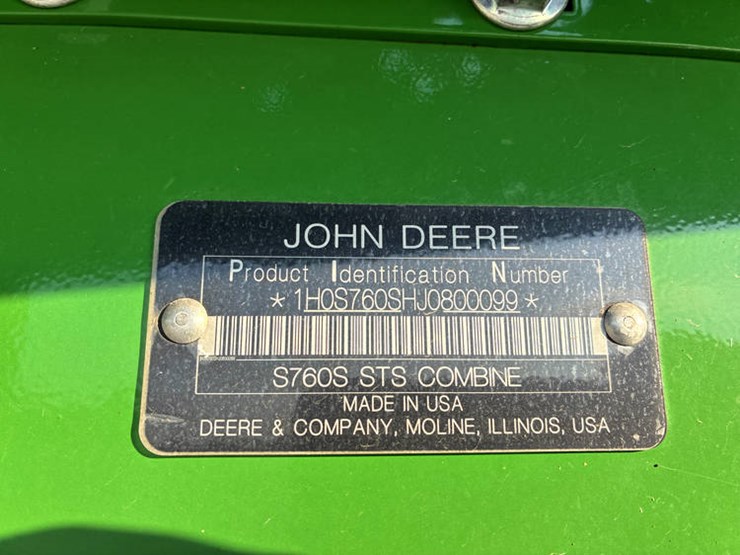 JOHN DEERE
Product Identification Number
*1H0S760SHJ0800099*
S760S STS COMBINE
MADE IN USA
DEERE & COMPANY, MOLINE, ILLINOIS, USA